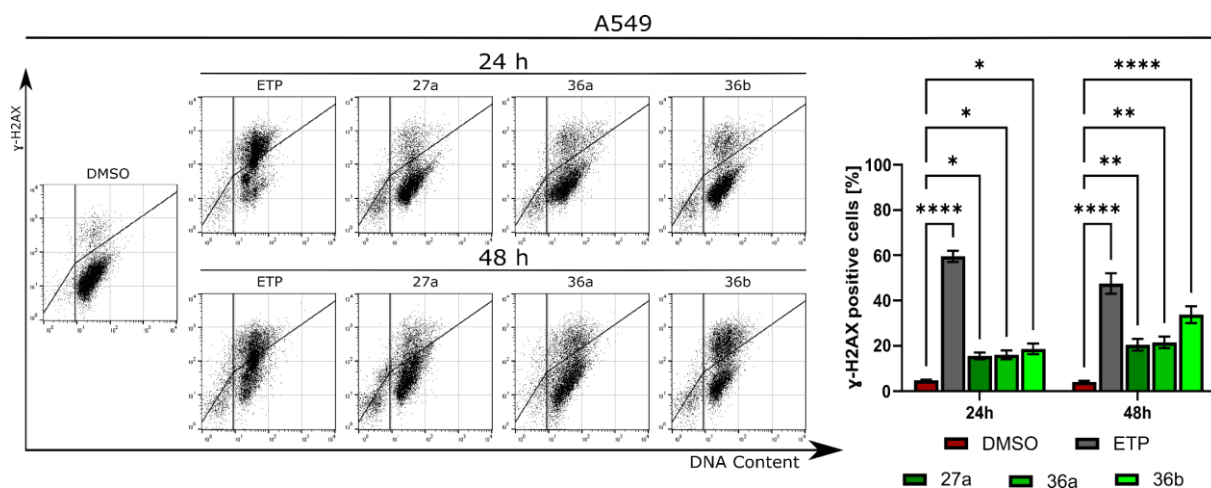 A549
24 h
ETP 27a 36a 36b
γ-H2AX
DMSO
48 h
ETP 27a 36a 36b
DNA Content
* ****
* **
* **
**** ****
γ-H2AX positive cells [%]
100
80
60
40
20
0
24h 48h
DMSO ETP
27a 36a 36b